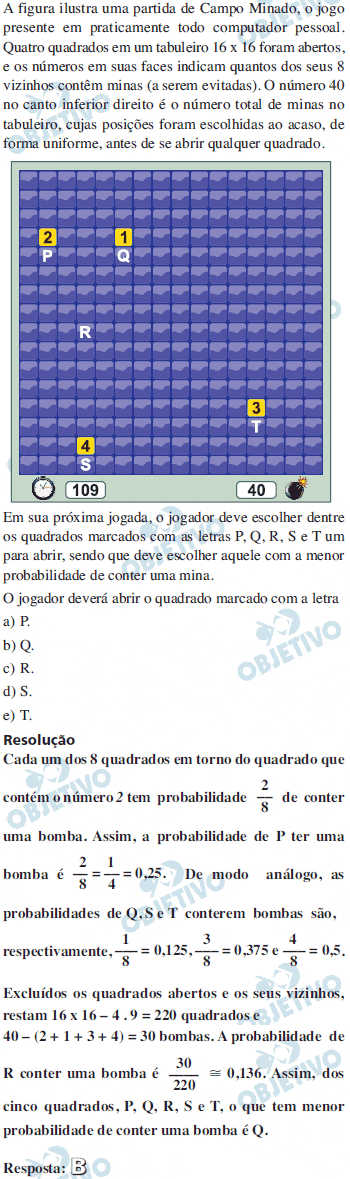 A figura ilustra uma partida de Campo Minado, o jogo
presente em praticamente todo computador pessoal.
Quatro quadrados em um tabuleiro 16 x 16 foram abertos,
e os números em suas faces indicam quantos dos seus 8
vizinhos contêm minas (a serem evitadas). O número 40
no canto inferior direito é o número total de minas no
tabuleiro, cujas posições foram escolhidas ao acaso, de
forma uniforme, antes de se abrir qualquer quadrado.
2 1
P Q
R
3
T
4
S
109 40
Em sua próxima jogada, o jogador deve escolher dentre
os quadrados marcados com as letras P, Q, R, S e T um
para abrir, sendo que deve escolher aquele com a menor
probabilidade de conter uma mina.
O jogador deverá abrir o quadrado marcado com a letra
a) P.
b) Q.
c) R.
d) S.
e) T.
Resolução
Cada um dos 8 quadrados em torno do quadrado que
contém o número 2 tem probabilidade 2/8 de conter
uma bomba. Assim, a probabilidade de P ter uma
bomba é 2/8 = 1/4 = 0,25. De modo análogo, as
probabilidades de Q, S e T conterem bombas são,
respectivamente, 1/8 = 0,125, 3/8 = 0,375 e 4/8 = 0,5.
Excluídos os quadrados abertos e os seus vizinhos,
restam 16 x 16 – 4 . 9 = 220 quadrados e
40 – (2 + 1 + 3 + 4) = 30 bombas. A probabilidade de
R conter uma bomba é 30/220 ≅ 0,136. Assim, dos
cinco quadrados, P, Q, R, S e T, o que tem menor
probabilidade de conter uma bomba é Q.
Resposta: B
OBJETIVO